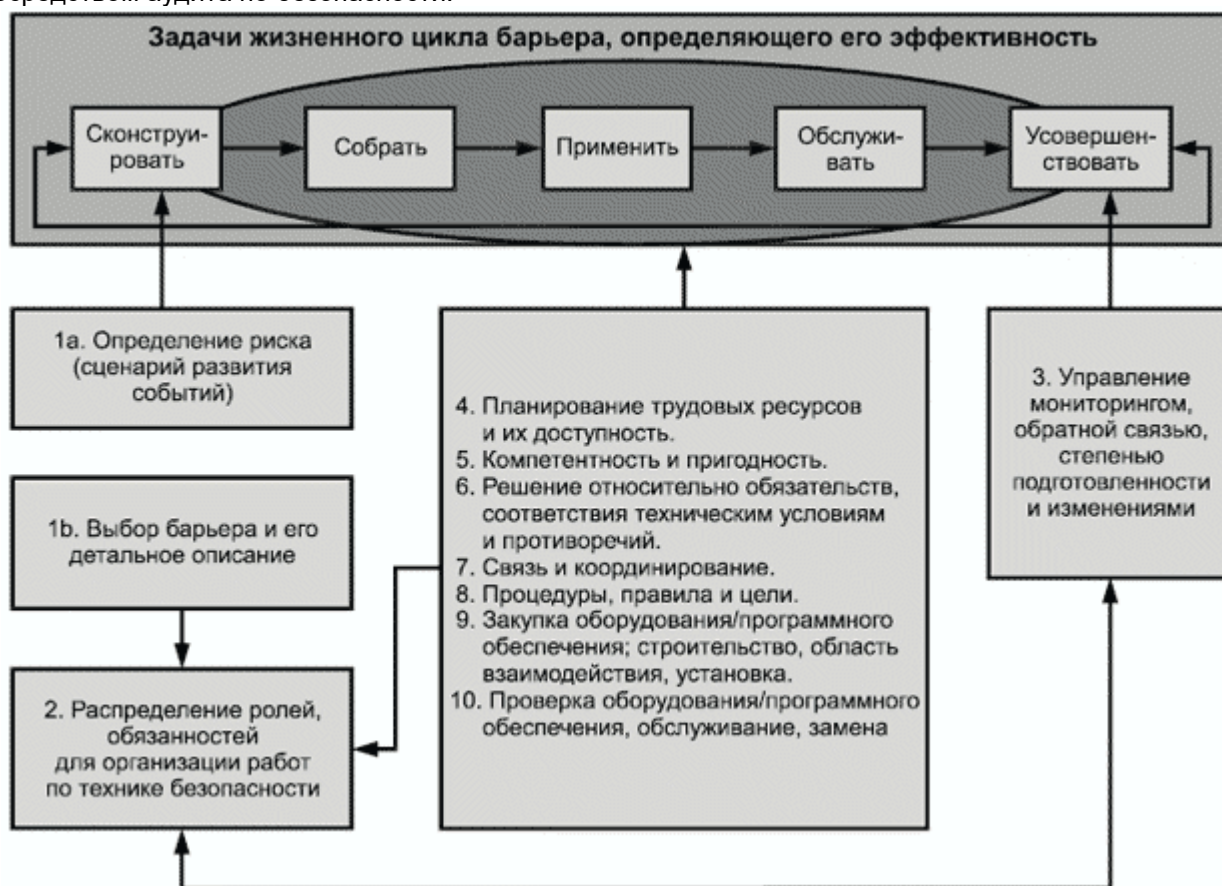 посредством аудита по безопасности.
Задачи жизненного цикла барьера, определяющего его эффективность
Сконструи-
ровать
Собрать
Применить
Обслужи-
вать
Усовершен-
ствовать
1a. Определение риска
(сценарий развития
событий)
1b. Выбор барьера и его
детальное описание
2. Распределение ролей,
обязанностей
для организации работ
по технике безопасности
4. Планирование трудовых ресурсов
и их доступность.
5. Компетентность и пригодность.
6. Решение относительно обязательств,
соответствия техническим условиям
и противоречий.
7. Связь и координирование.
8. Процедуры, правила и цели.
9. Закупка оборудования/программного
обеспечения; строительство, область
взаимодействия, установка.
10. Проверка оборудования/программного
обеспечения, обслуживание, замена
3. Управление
мониторингом,
обратной связью,
степенью
подготовленности
и изменениями